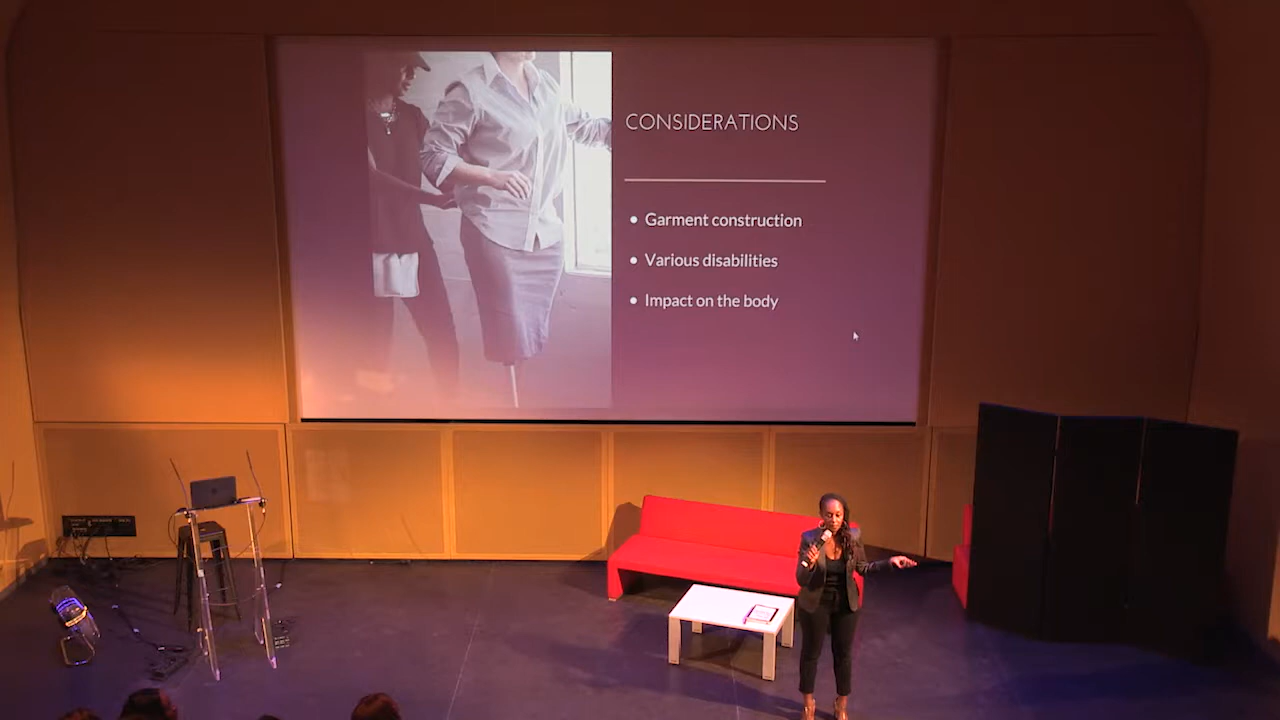 CONSIDERATIONS
Garment construction
Various disabilities
Impact on the body